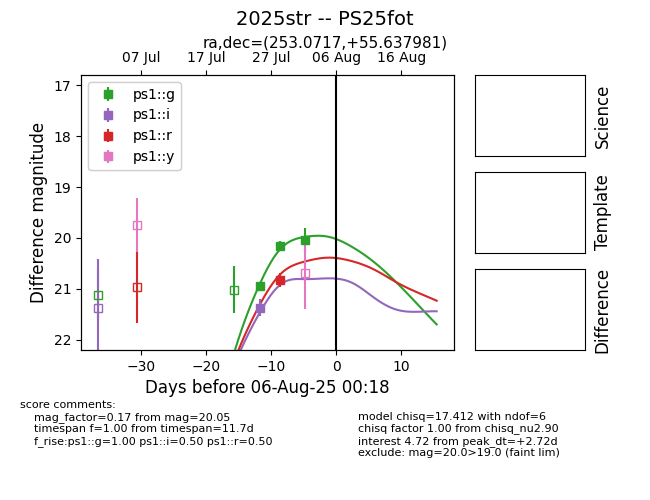 2025str -- PS25fot
ra,dec=(253.0717,+55.637981)
07 Jul 17 Jul 27 Jul 06 Aug 16 Aug
ps1::g
ps1::i
ps1::r
ps1::y
17
18
19
20
21
22
Difference magnitude
−30 −20 −10 0 10
Days before 06-Aug-25 00:18
Science
Template
Difference
score comments:
mag_factor=0.17 from mag=20.05
timespan f=1.00 from timespan=11.7d
f_rise:ps1::g=1.00 ps1::i=0.50 ps1::r=0.50
model chisq=17.412 with ndof=6
chisq factor 1.00 from chisq_nu2.90
interest 4.72 from peak_dt=+2.72d
exclude: mag=20.0>19.0 (faint lim)